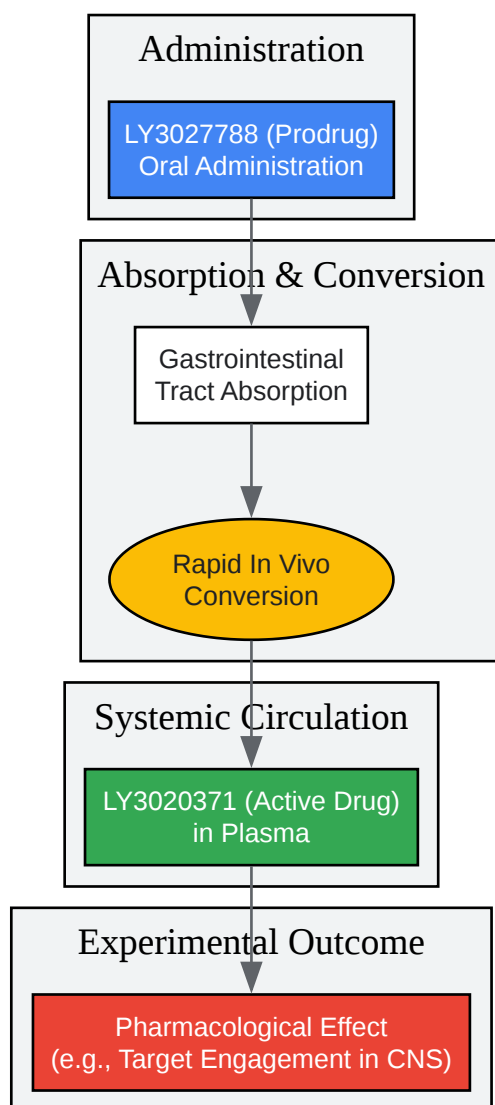 Administration
LY3027788 (Prodrug)
Oral Administration
Absorption & Conversion
Gastrointestinal
Tract Absorption
Rapid In Vivo
Conversion
Systemic Circulation
LY3020371 (Active Drug)
in Plasma
Experimental Outcome
Pharmacological Effect
(e.g., Target Engagement in CNS)